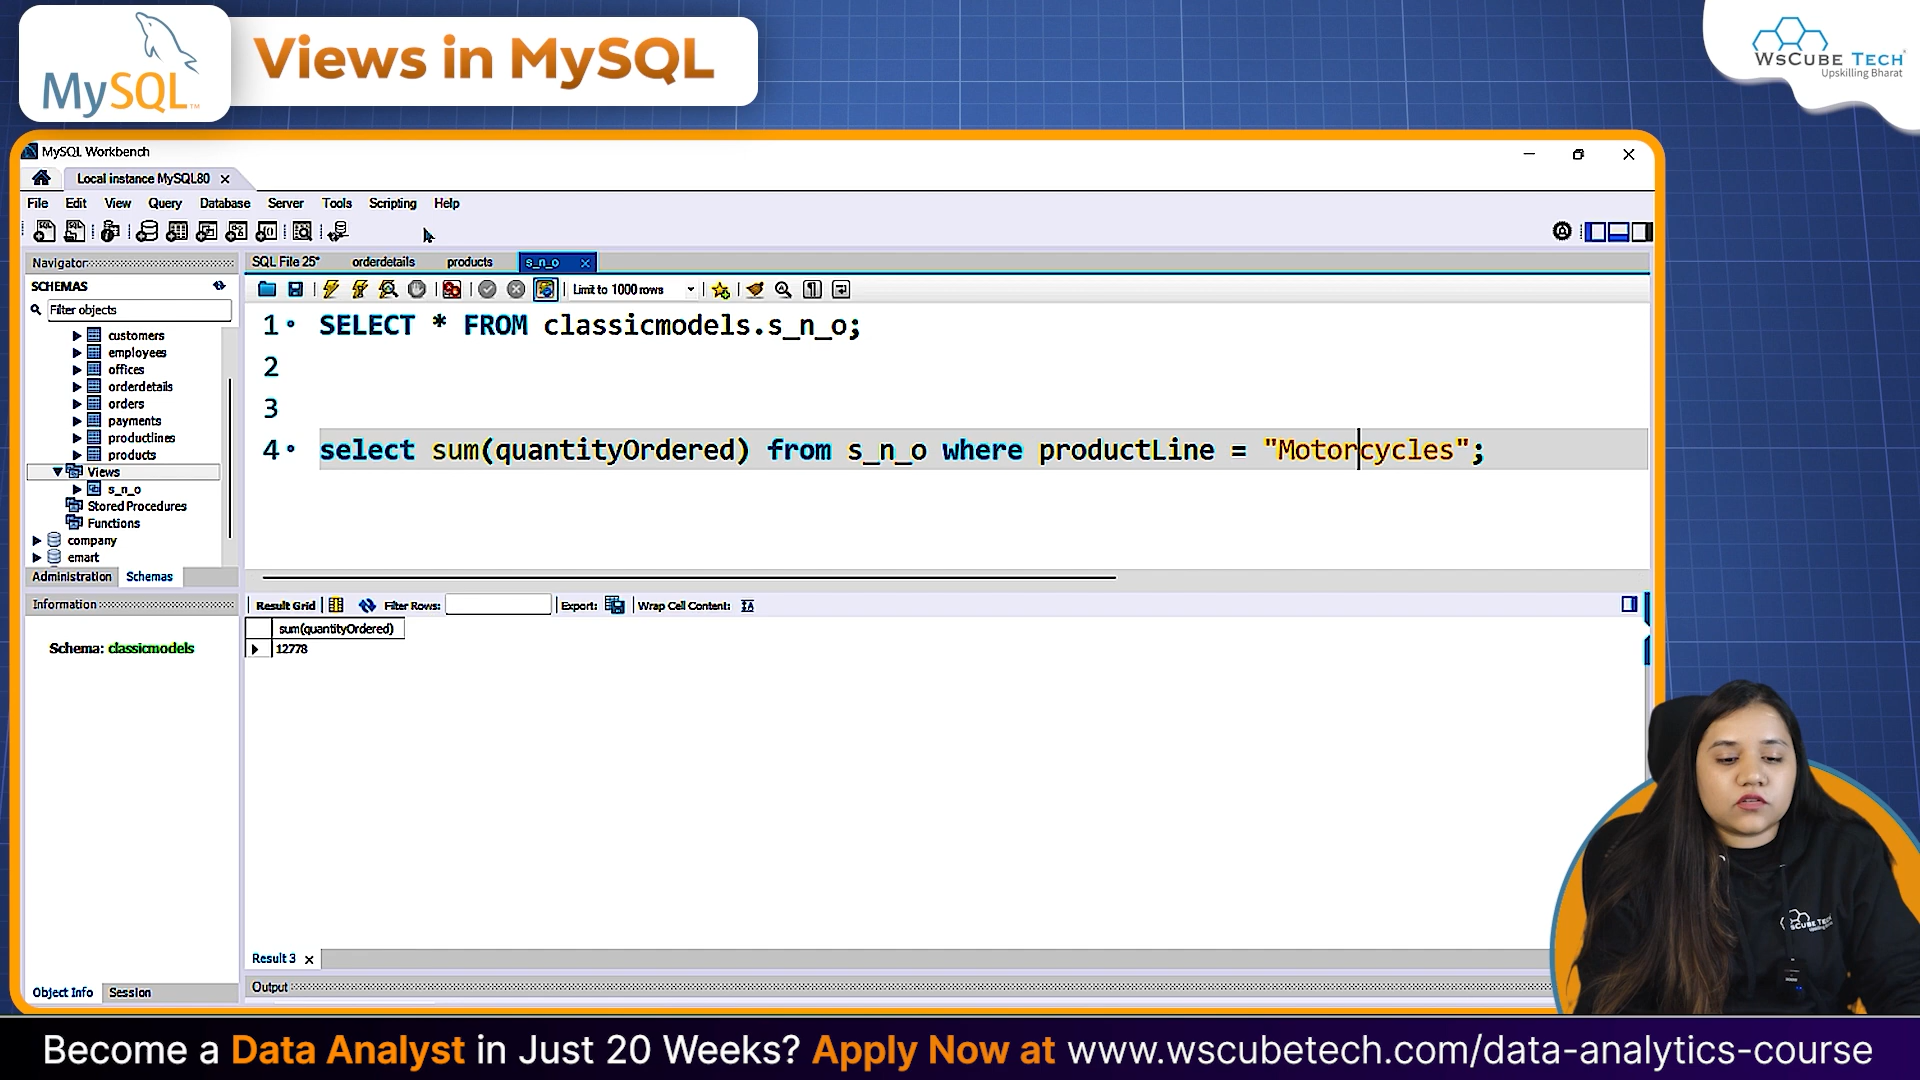 MySQL™
Views in MySQL
WsCube Tech
Upskilling Bharat
MySQL Workbench
Local instance MySQL80
File Edit View Query Database Server Tools Scripting Help
Navigator
SQL File 25* orderdetails products s_n_o
SCHEMAS
Limit to 1000 rows
Filter objects
customers
employees
offices
orderdetails
orders
payments
productlines
products
Views
s_n_o
Stored Procedures
Functions
company
emart
1 SELECT * FROM classicmodels.s_n_o;
2
3
4 select sum(quantityOrdered) from s_n_o where productLine = "Motorcycles";
Administration Schemas
Information
Result Grid Filter Rows: Export: Wrap Cell Content:
sum(quantityOrdered)
12778
Schema: classicmodels
WsCube Tech
Result 3
Output
Object Info Session
Become a Data Analyst in Just 20 Weeks? Apply Now at www.wscubetech.com/data-analytics-course